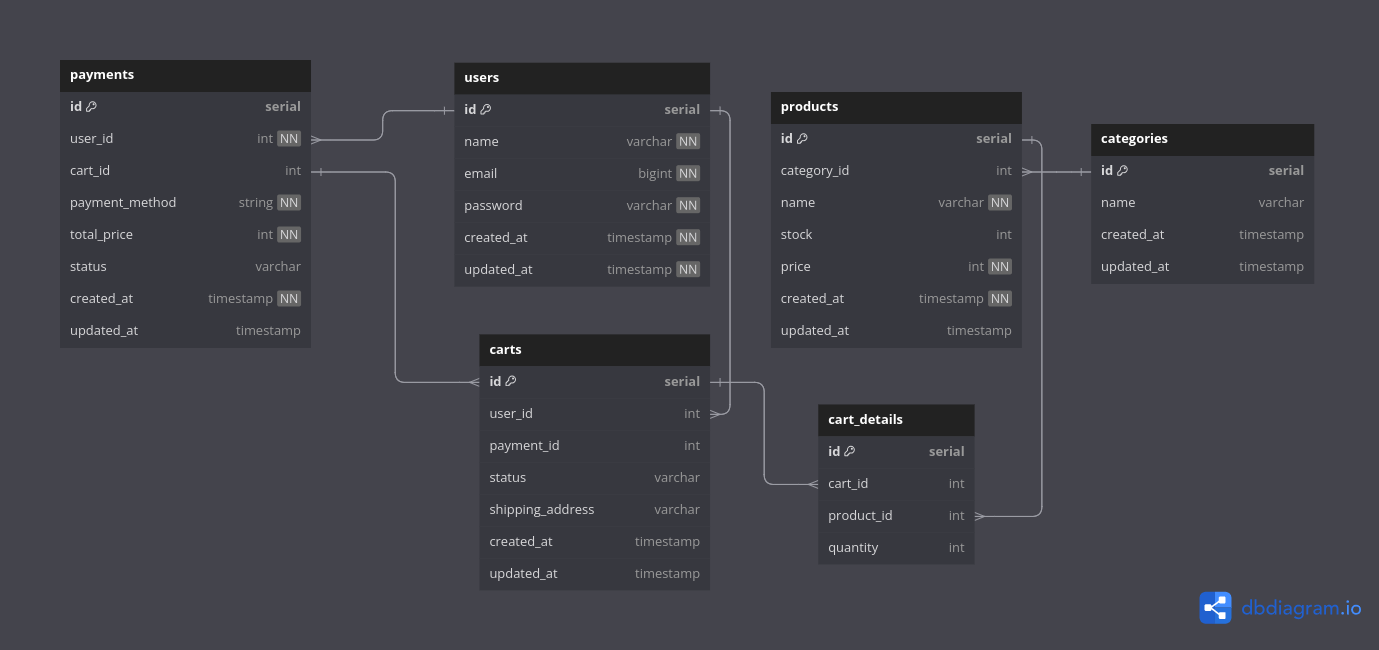 payments
id serial
user_id int NN
cart_id int
payment_method string NN
total_price int NN
status varchar
created_at timestamp NN
updated_at timestamp
users
id serial
name varchar NN
email bigint NN
password varchar NN
created_at timestamp NN
updated_at timestamp NN
products
id serial
category_id int
name varchar NN
stock int
price int NN
created_at timestamp NN
updated_at timestamp
categories
id serial
name varchar
created_at timestamp
updated_at timestamp
carts
id serial
user_id int
payment_id int
status varchar
shipping_address varchar
created_at timestamp
updated_at timestamp
cart_details
id serial
cart_id int
product_id int
quantity int
dbdiagram.io